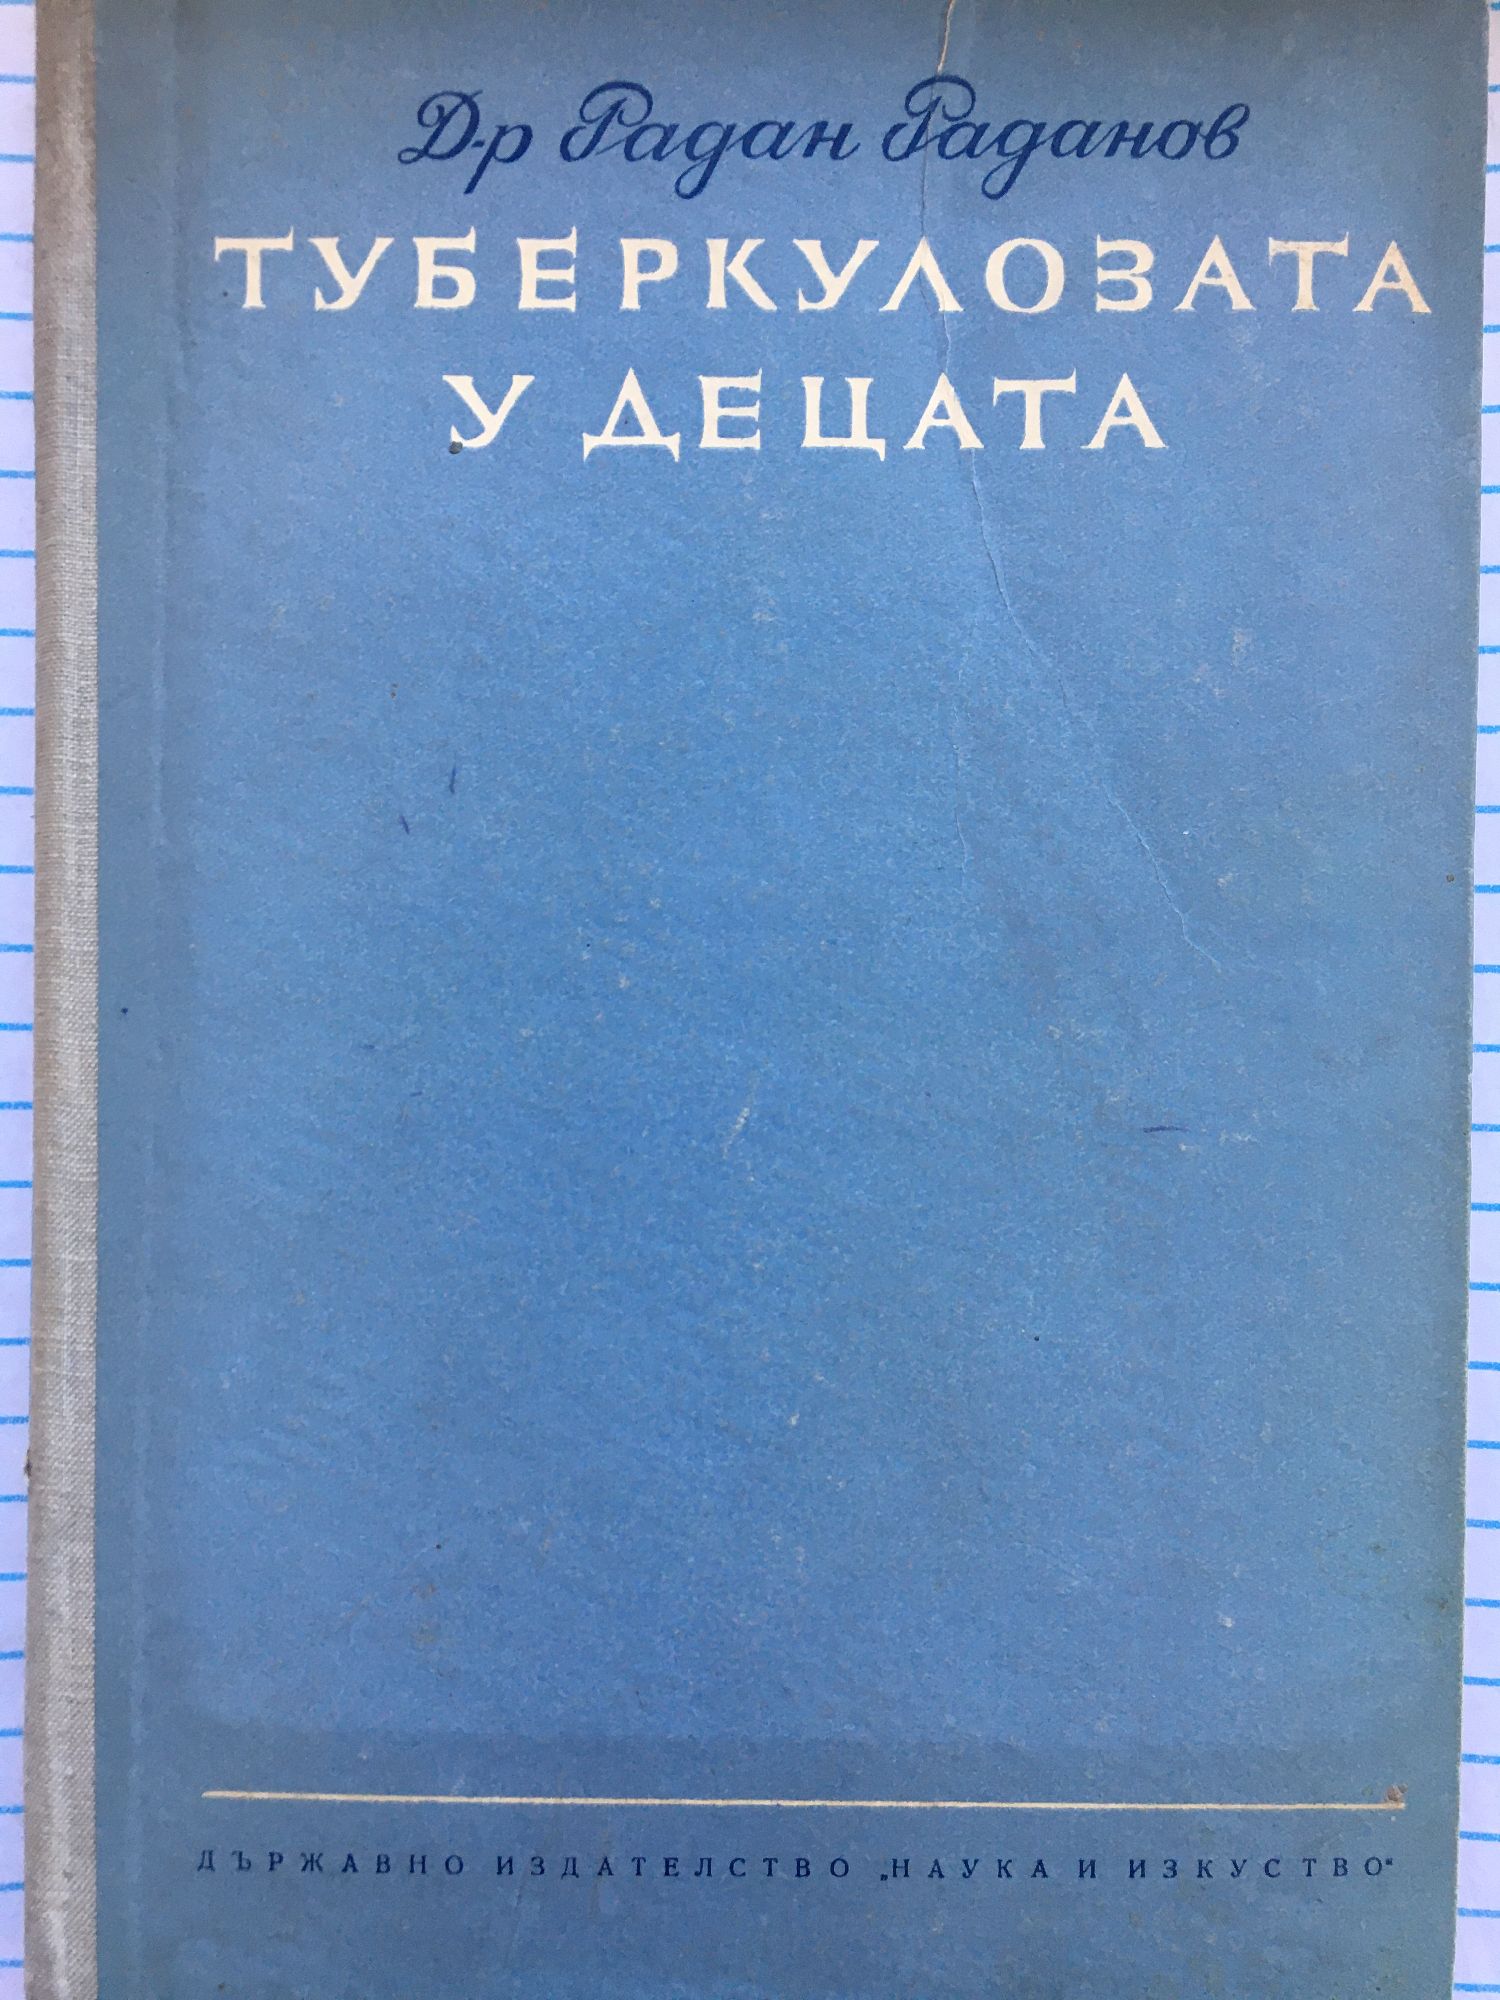 Д-р Радан Раданов
ТУБЕРКУЛОЗАТА
У ДЕЦАТА
ДЪРЖАВНО ИЗДАТЕЛСТВО „НАУКА И ИЗКУСТВО“